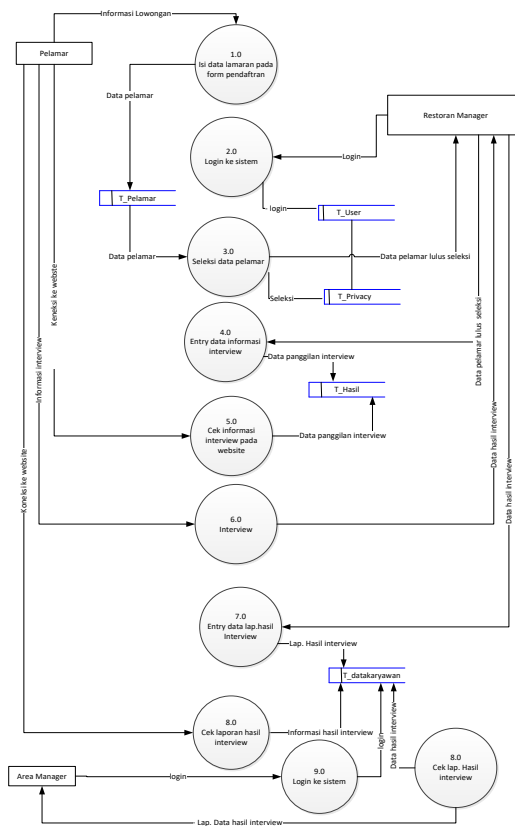 Informasi Lowongan
Pelamar
1.0
Isi data lamaran pada
form pendaftran
Data pelamar
Restoran Manager
2.0
Login ke sistem
Login
T_Pelamar
login
T_User
Data pelamar
3.0
Seleksi data pelamar
Data pelamar lulus seleksi
Seleksi
T_Privacy
Keneksi ke webste
4.0
Entry data informasi
interview
Data panggilan interview
T_Hasil
Data pelamar lulus seleksi
Informasi interview
5.0
Cek informasi
interview pada
website
Data panggilan interview
Koneksi ke website
Data hasil interview
Data hasil interview
6.0
Interview
7.0
Entry data lap.hasil
Interview
Lap. Hasil interview
T_datakaryawan
8.0
Cek laporan hasil
interview
Informasi hasil interview
login
Data hasil interview
8.0
Cek lap. Hasil
interview
Area Manager
login
9.0
Login ke sistem
Lap. Data hasil interview